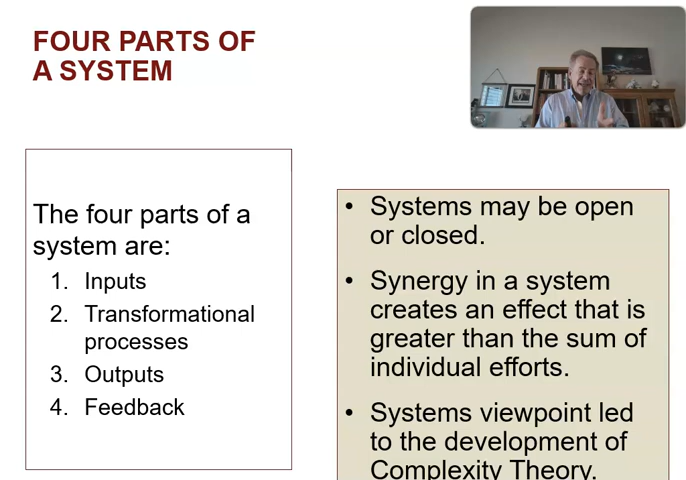 FOUR PARTS OF
A SYSTEM
The four parts of a
system are:
1. Inputs
2. Transformational
processes
3. Outputs
4. Feedback
• Systems may be open
or closed.
• Synergy in a system
creates an effect that is
greater than the sum of
individual efforts.
• Systems viewpoint led
to the development of
Complexity Theory.